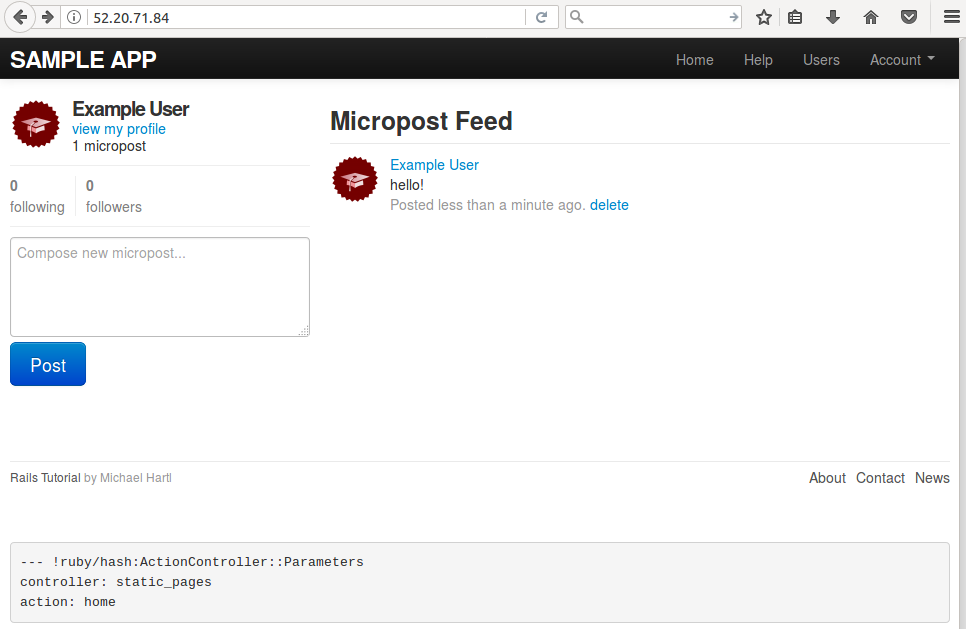 52.20.71.84
SAMPLE APP
Home Help Users Account
Example User
view my profile
1 micropost
0 0
following followers
Compose new micropost...
Post
Micropost Feed
Example User
hello!
Posted less than a minute ago. delete
Rails Tutorial by Michael Hartl
About Contact News
--- !ruby/hash:ActionController::Parameters
controller: static_pages
action: home